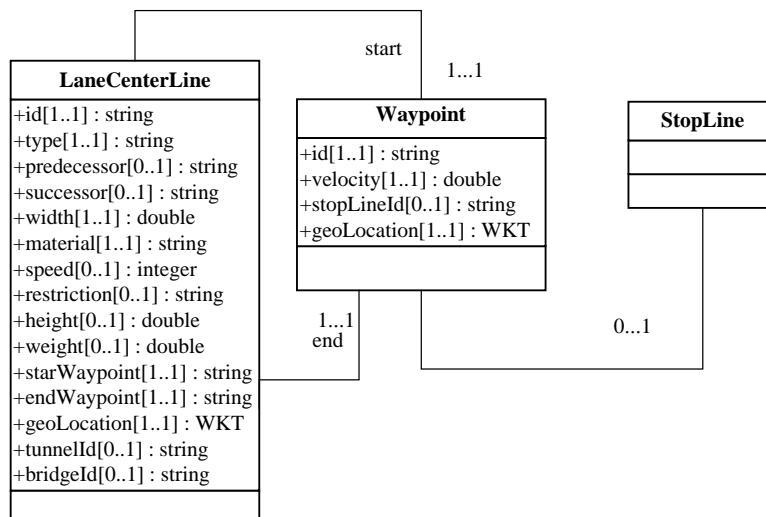 start
1...1
LaneCenterLine
+id[1..1] : string
+type[1..1] : string
+predecessor[0..1] : string
+successor[0..1] : string
+width[1..1] : double
+material[1..1] : string
+speed[0..1] : integer
+restriction[0..1] : string
+height[0..1] : double
+weight[0..1] : double
+starWaypoint[1..1] : string
+endWaypoint[1..1] : string
+geoLocation[1..1] : WKT
+tunnelId[0..1] : string
+bridgeId[0..1] : string
Waypoint
+id[1..1] : string
+velocity[1..1] : double
+stopLineId[0..1] : string
+geoLocation[1..1] : WKT
1...1
end
StopLine
0...1